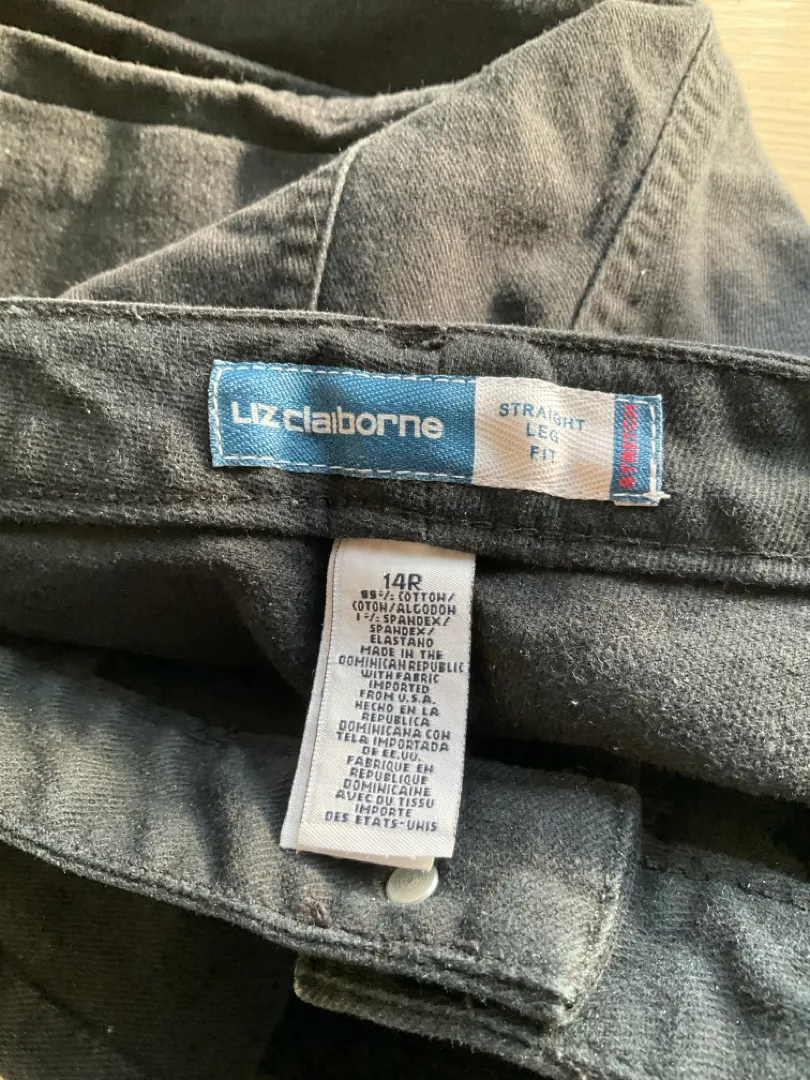 LIZ claiborne
STRAIGHT
LEG
FIT
STRETCH
14R
99% COTTON/
COTON/ALGODON
1% SPANDEX/
SPANDEX/
ELASTANO
MADE IN THE
DOMINICAN REPUBLIC
WITH FABRIC
IMPORTED
FROM U.S.A.
HECHO EN LA
REPUBLICA
DOMINICANA CON
TELA IMPORTADA
DE EE.UU.
FABRIQUE EN
REPUBLIQUE
DOMINICAINE
AVEC DU TISSU
IMPORTE
DES ETATS-UNIS